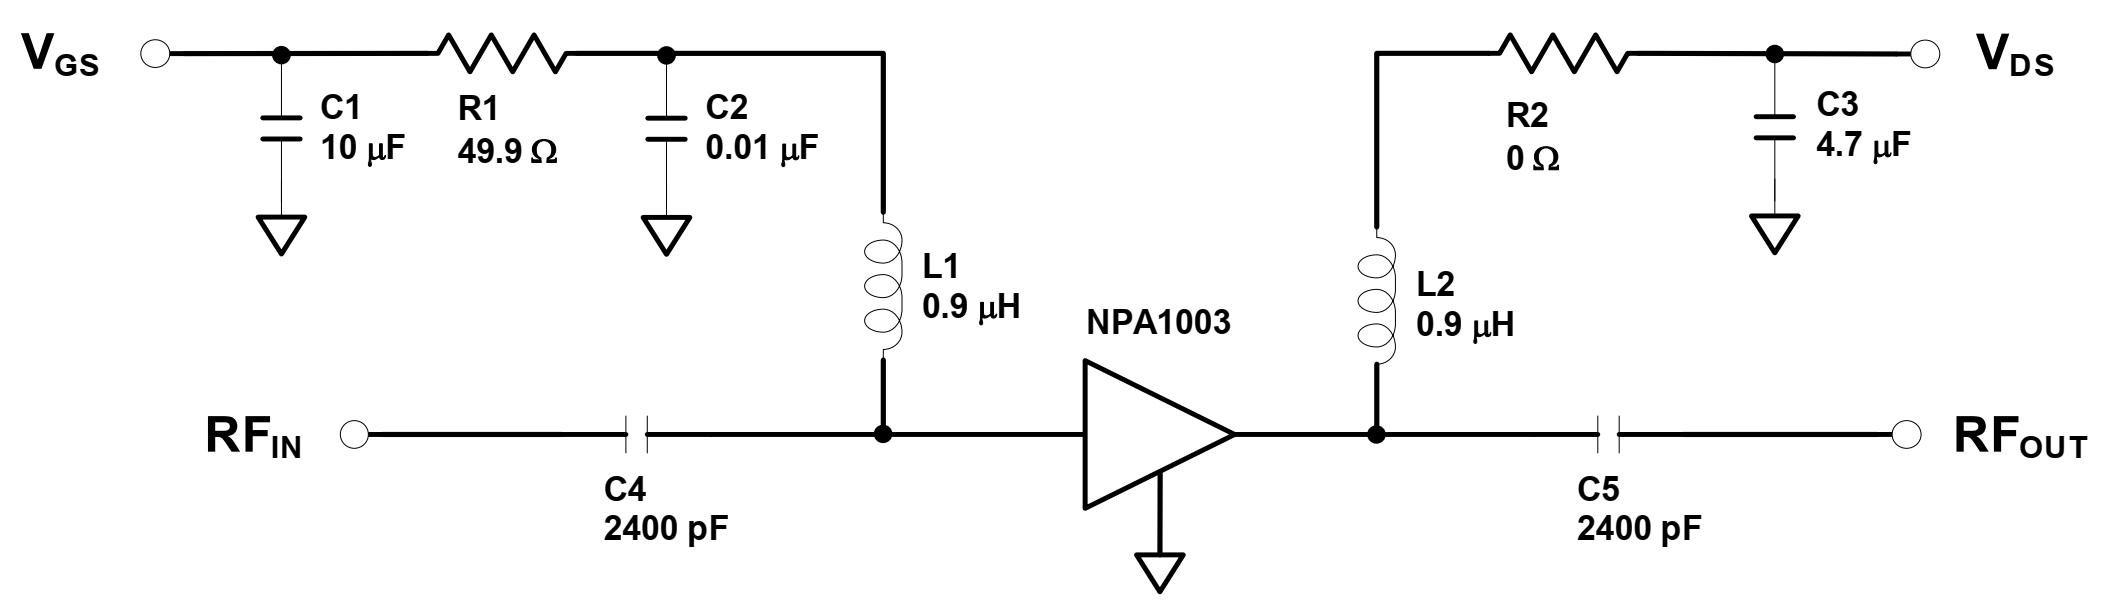 VGS
C1
10 μF
R1
49.9 Ω
C2
0.01 μF
L1
0.9 μH
R2
0 Ω
C3
4.7 μF
VDS
L2
0.9 μH
NPA1003
RFIN
C4
2400 pF
C5
2400 pF
RFOUT